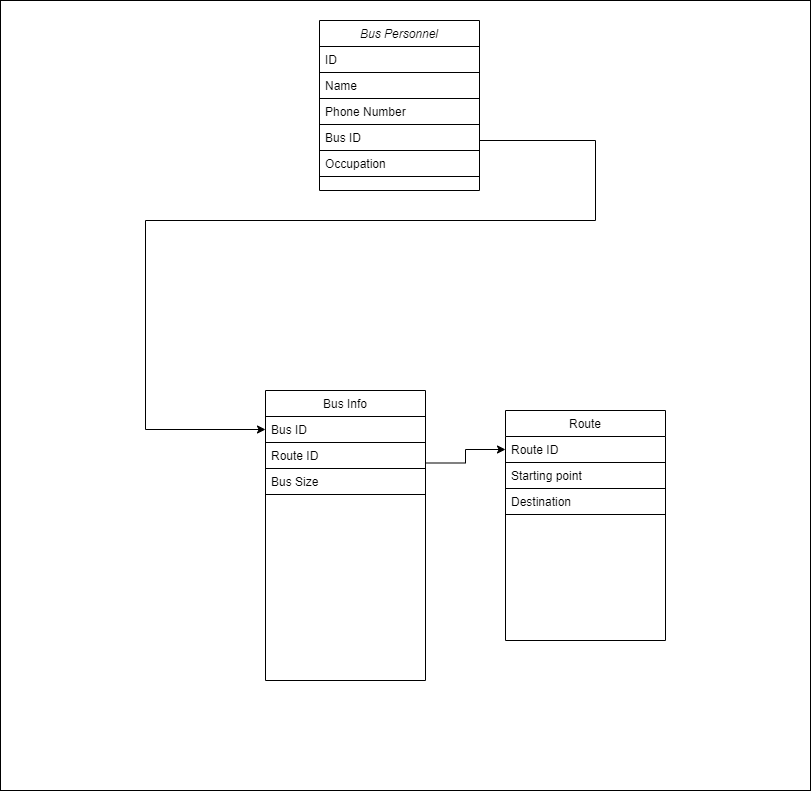 Bus Personnel
ID
Name
Phone Number
Bus ID
Occupation
Bus Info
Bus ID
Route ID
Bus Size
Route
Route ID
Starting point
Destination